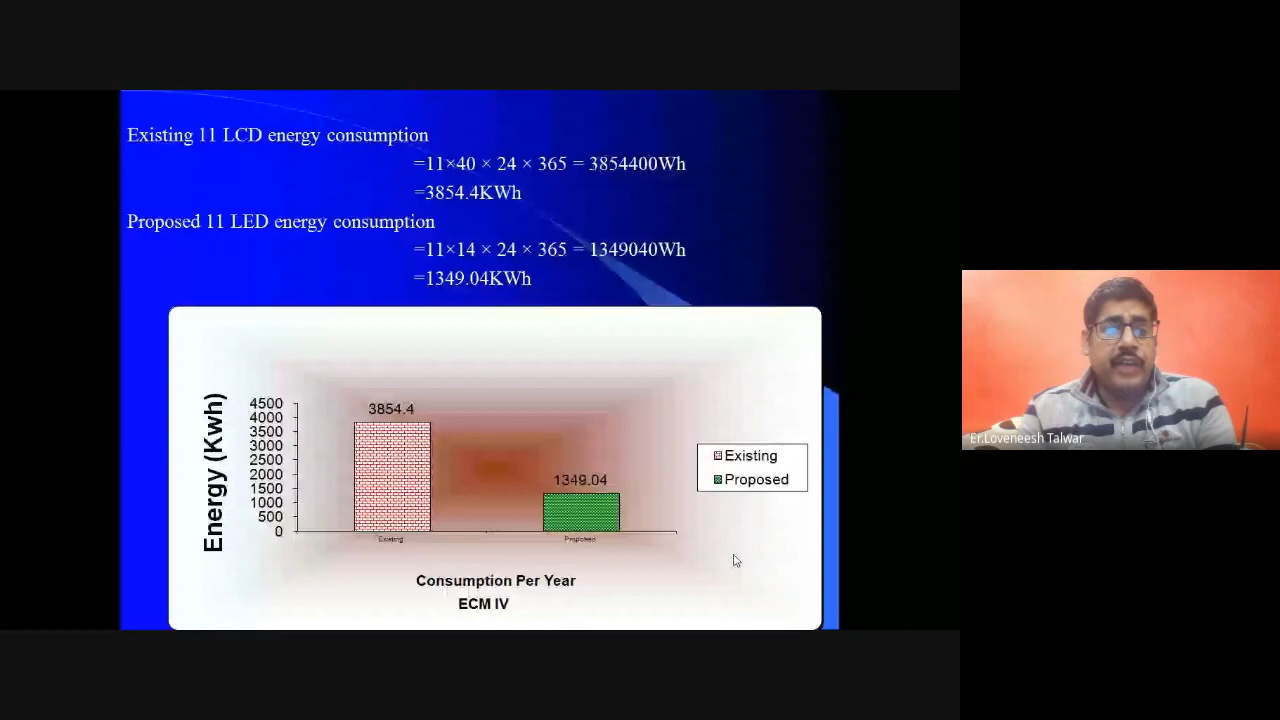 Existing 11 LCD energy consumption
=11×40 × 24 × 365 = 3854400Wh
=3854.4KWh
Proposed 11 LED energy consumption
=11×14 × 24 × 365 = 1349040Wh
=1349.04KWh
Energy (Kwh)
4500
4000
3500
3000
2500
2000
1500
1000
500
0
3854.4
1349.04
Existing
Proposed
Existing
Proposed
Consumption Per Year
ECM IV
Er.Loveneesh Talwar